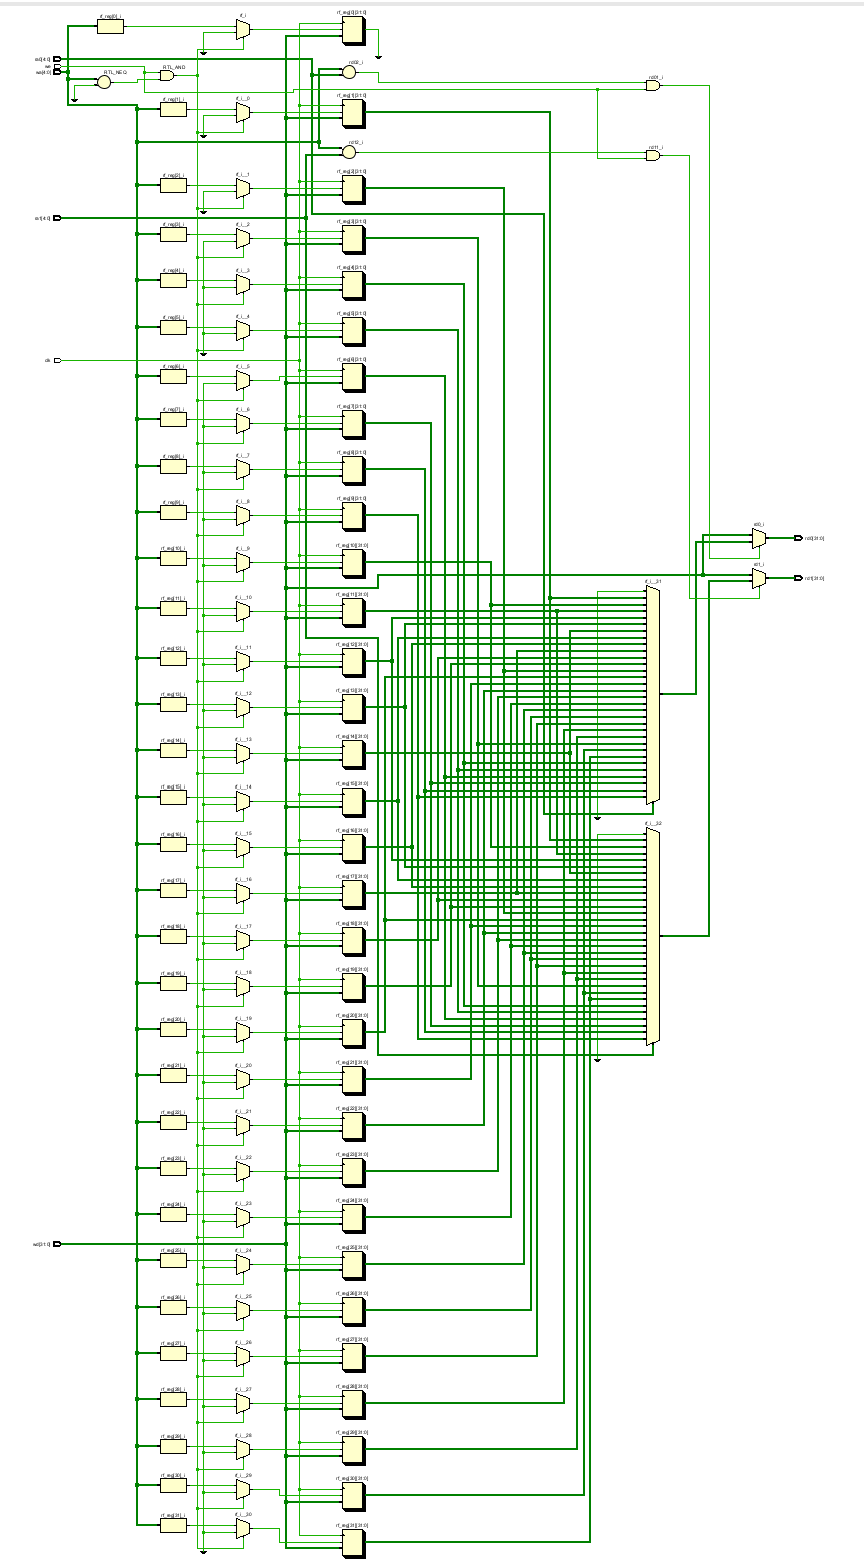 rf_reg[0]_i
rf_i
rf_reg[0][31:0]
ra0[4:0]
we
wa[4:0]
RTL_NEQ
RTL_AND
rd02_i
rd01_i
rf_reg[1]_i
rf_i__0
rf_reg[1][31:0]
rd12_i
rd11_i
rf_reg[2]_i
rf_i__1
rf_reg[2][31:0]
ra1[4:0]
rf_reg[3]_i
rf_i__2
rf_reg[3][31:0]
rf_reg[4]_i
rf_i__3
rf_reg[4][31:0]
rf_reg[5]_i
rf_i__4
rf_reg[5][31:0]
clk
rf_reg[6]_i
rf_i__5
rf_reg[6][31:0]
rf_reg[7]_i
rf_i__6
rf_reg[7][31:0]
rf_reg[8]_i
rf_i__7
rf_reg[8][31:0]
rf_reg[9]_i
rf_i__8
rf_reg[9][31:0]
rd0_i
rd0[31:0]
rf_reg[10]_i
rf_i__9
rf_reg[10][31:0]
rd1_i
rd1[31:0]
rf_i__31
rf_reg[11]_i
rf_i__10
rf_reg[11][31:0]
rf_reg[12]_i
rf_i__11
rf_reg[12][31:0]
rf_reg[13]_i
rf_i__12
rf_reg[13][31:0]
rf_reg[14]_i
rf_i__13
rf_reg[14][31:0]
rf_reg[15]_i
rf_i__14
rf_reg[15][31:0]
rf_i__32
rf_reg[16]_i
rf_i__15
rf_reg[16][31:0]
rf_reg[17]_i
rf_i__16
rf_reg[17][31:0]
rf_reg[18]_i
rf_i__17
rf_reg[18][31:0]
rf_reg[19]_i
rf_i__18
rf_reg[19][31:0]
rf_reg[20]_i
rf_i__19
rf_reg[20][31:0]
rf_reg[21]_i
rf_i__20
rf_reg[21][31:0]
rf_reg[22]_i
rf_i__21
rf_reg[22][31:0]
rf_reg[23]_i
rf_i__22
rf_reg[23][31:0]
rf_reg[24]_i
rf_i__23
rf_reg[24][31:0]
wd[31:0]
rf_reg[25]_i
rf_i__24
rf_reg[25][31:0]
rf_reg[26]_i
rf_i__25
rf_reg[26][31:0]
rf_reg[27]_i
rf_i__26
rf_reg[27][31:0]
rf_reg[28]_i
rf_i__27
rf_reg[28][31:0]
rf_reg[29]_i
rf_i__28
rf_reg[29][31:0]
rf_reg[30]_i
rf_i__29
rf_reg[30][31:0]
rf_reg[31]_i
rf_i__30
rf_reg[31][31:0]